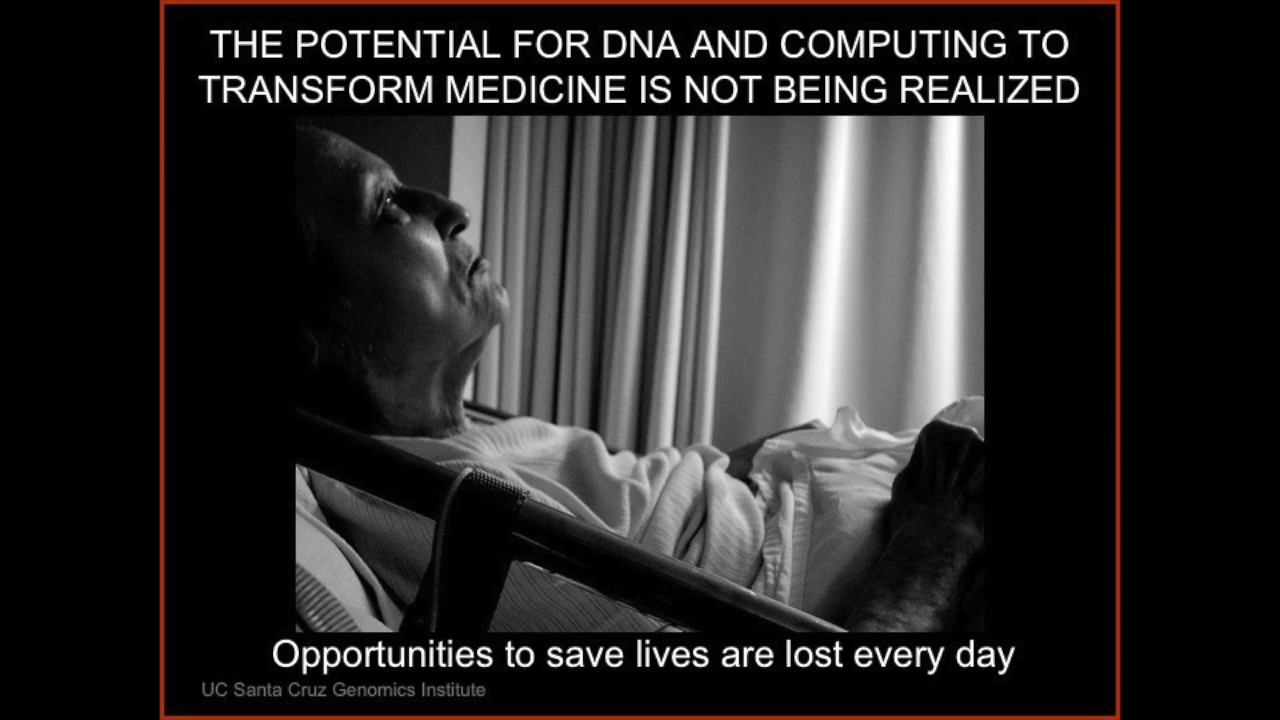 THE POTENTIAL FOR DNA AND COMPUTING TO
TRANSFORM MEDICINE IS NOT BEING REALIZED
Opportunities to save lives are lost every day
UC Santa Cruz Genomics Institute